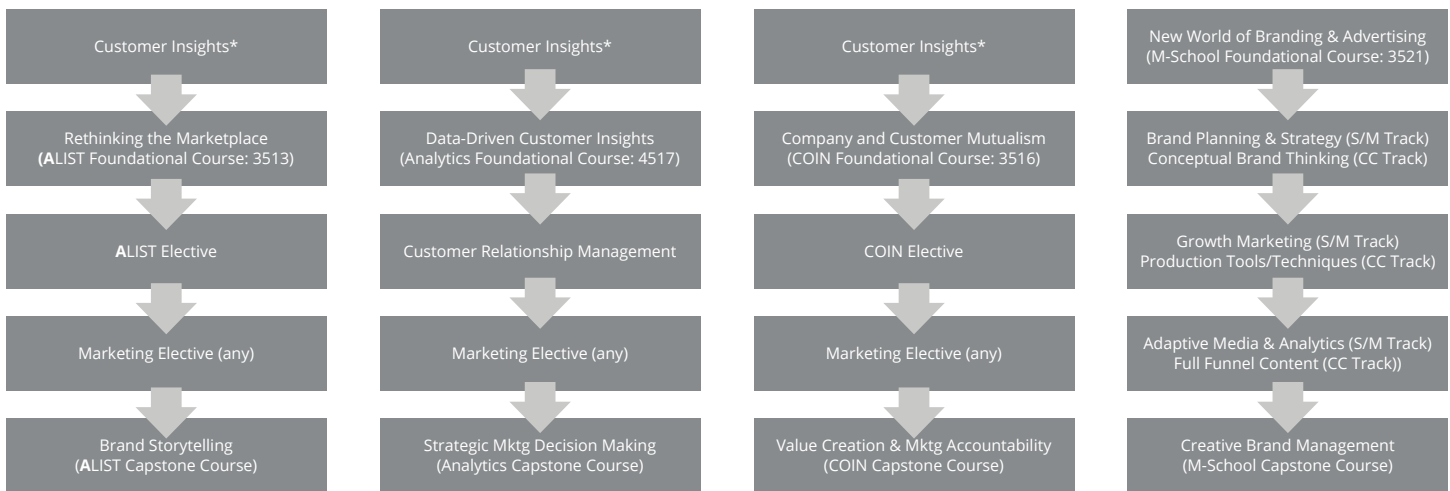 Customer Insights*
Rethinking the Marketplace
(ALIST Foundational Course: 3513)
ALIST Elective
Marketing Elective (any)
Brand Storytelling
(ALIST Capstone Course)
Customer Insights*
Data-Driven Customer Insights
(Analytics Foundational Course: 4517)
Customer Relationship Management
Marketing Elective (any)
Strategic Mktg Decision Making
(Analytics Capstone Course)
Customer Insights*
Company and Customer Mutualism
(COIN Foundational Course: 3516)
COIN Elective
Marketing Elective (any)
Value Creation & Mktg Accountability
(COIN Capstone Course)
New World of Branding & Advertising
(M-School Foundational Course: 3521)
Brand Planning & Strategy (S/M Track)
Conceptual Brand Thinking (CC Track)
Growth Marketing (S/M Track)
Production Tools/Techniques (CC Track)
Adaptive Media & Analytics (S/M Track)
Full Funnel Content (CC Track))
Creative Brand Management
(M-School Capstone Course)